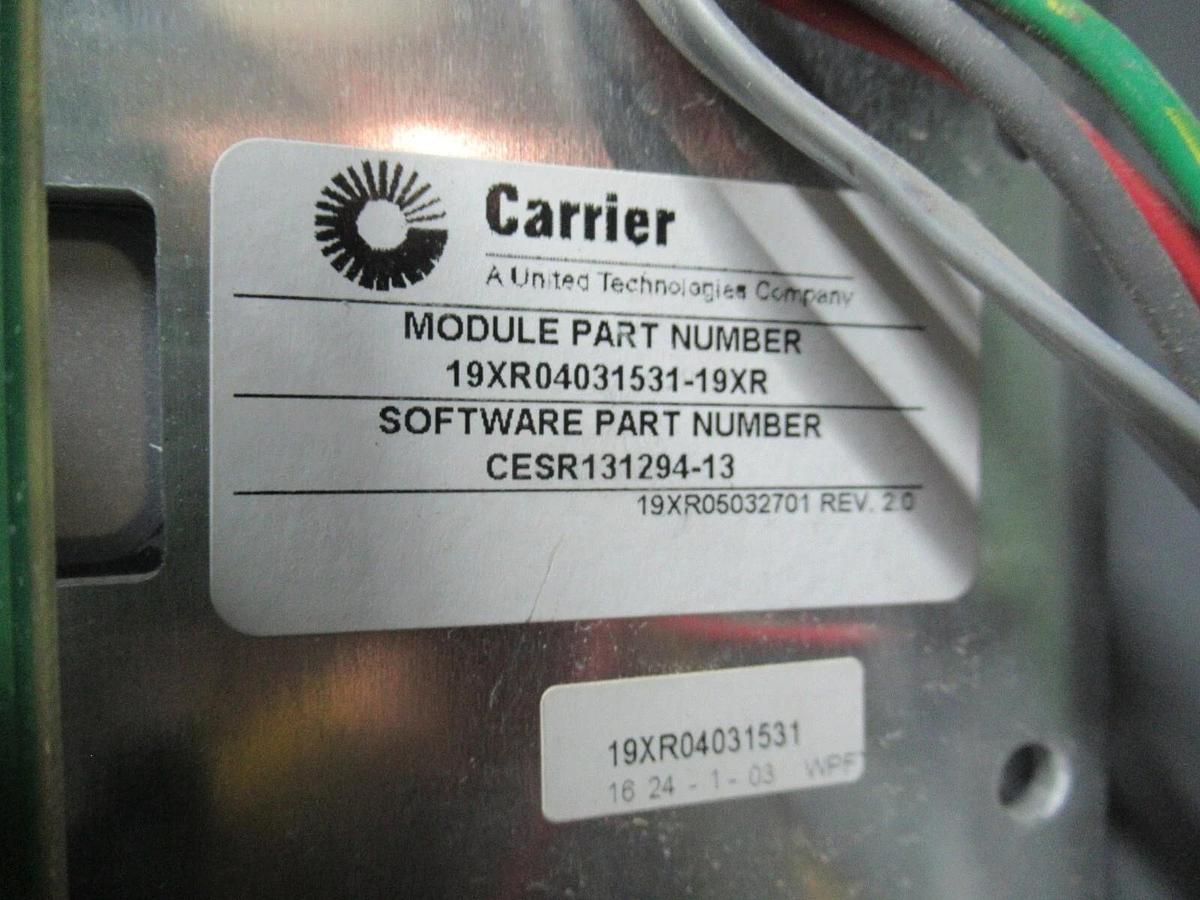 Carrier
A United Technologies Company
MODULE PART NUMBER
19XR04031531-19XR
SOFTWARE PART NUMBER
CESR131294-13
19XR05032701 REV. 2.0
19XR04031531
16 24 - 1 - 03